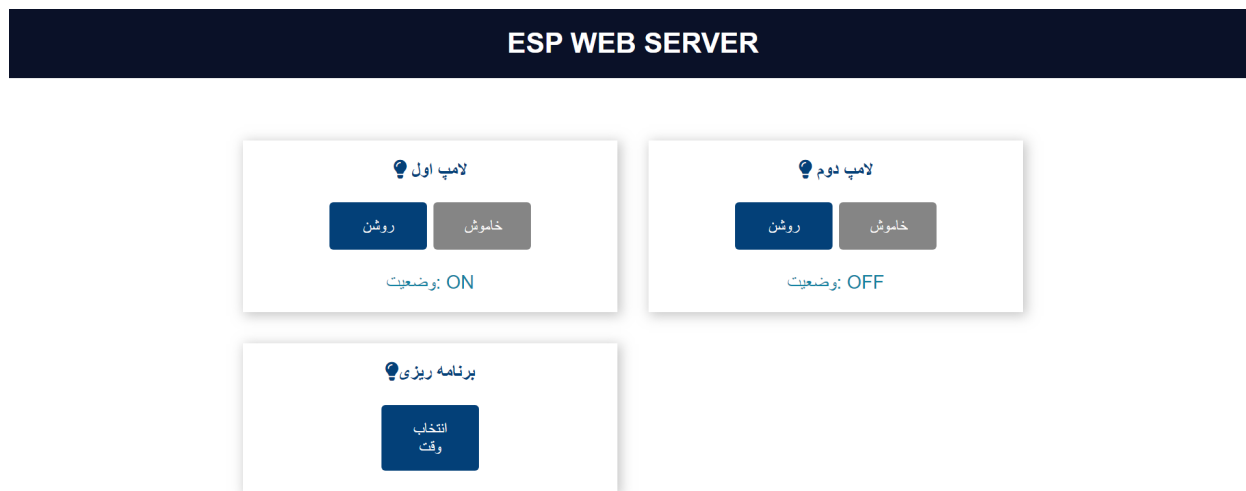 ESP WEB SERVER
لامپ اول
روشن
خاموش
وضعیت: ON
لامپ دوم
روشن
خاموش
وضعیت: OFF
برنامه ریزی
انتخاب
وقت